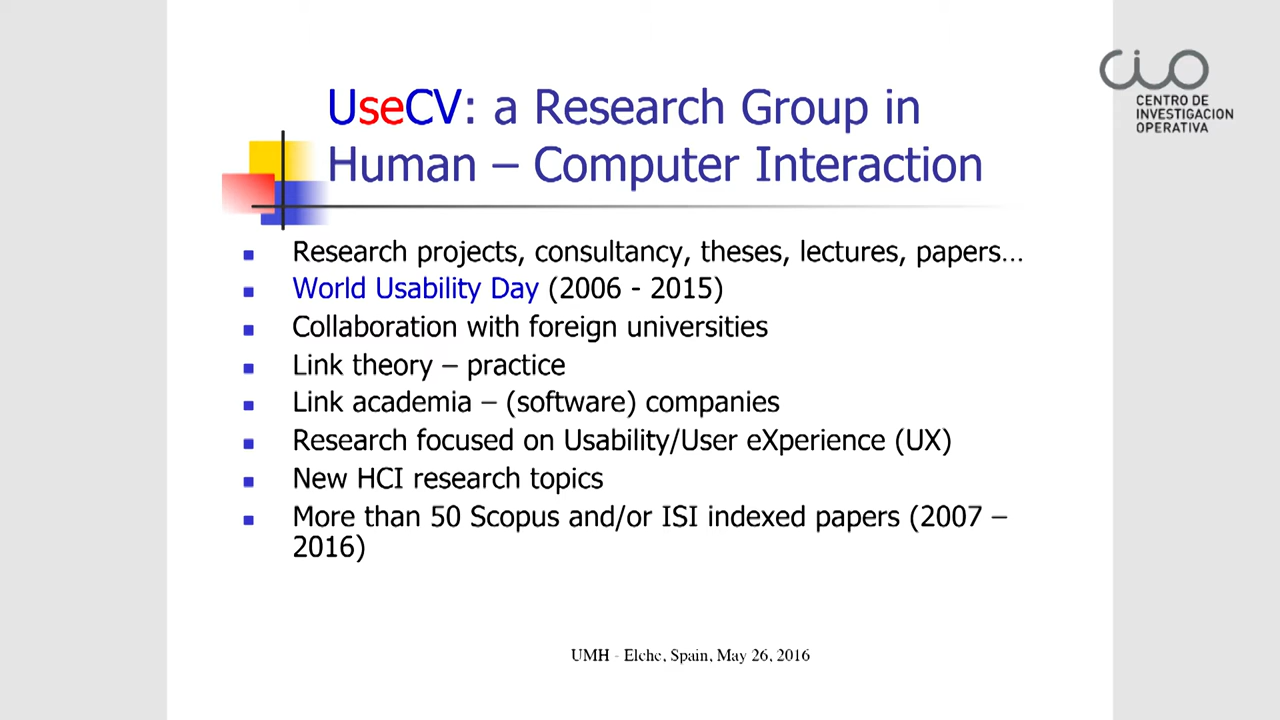 UseCV: a Research Group in
Human – Computer Interaction
CIO
CENTRO DE
INVESTIGACION
OPERATIVA
Research projects, consultancy, theses, lectures, papers…
World Usability Day (2006 - 2015)
Collaboration with foreign universities
Link theory – practice
Link academia – (software) companies
Research focused on Usability/User eXperience (UX)
New HCI research topics
More than 50 Scopus and/or ISI indexed papers (2007 –
2016)
UMH - Elche, Spain, May 26, 2016